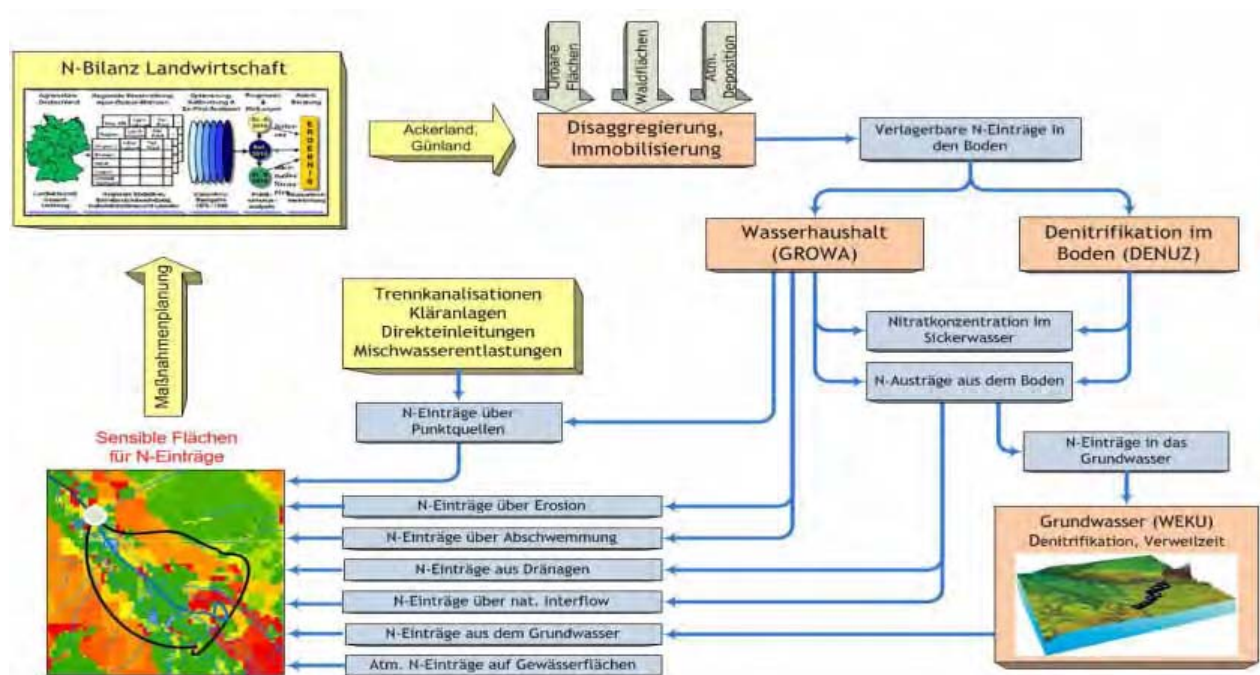 N-Bilanz Landwirtschaft
Agrarsektor
Deutschland
ERGEBNIS
Urbane
Flächen
Waldflächen
Atm.
Deposition
Ackerland,
Günland
Disaggregierung,
Immobilisierung
Verlagerbare N-Einträge in
den Boden
Wasserhaushalt
(GROWA)
Denitrifikation im
Boden (DENUZ)
Maßnahmenplanung
Trennkanalisationen
Kläranlagen
Direkteinleitungen
Mischwasserentlastungen
Nitratkonzentration im
Sickerwasser
N-Austräge aus dem Boden
N-Einträge über
Punktquellen
N-Einträge in das
Grundwasser
Sensible Flächen
für N-Einträge
N-Einträge über Erosion
N-Einträge über Abschwemmung
N-Einträge aus Dränagen
N-Einträge über nat. Interflow
N-Einträge aus dem Grundwasser
Atm. N-Einträge auf Gewässerflächen
Grundwasser (WEKU)
Denitrifikation, Verweilzeit